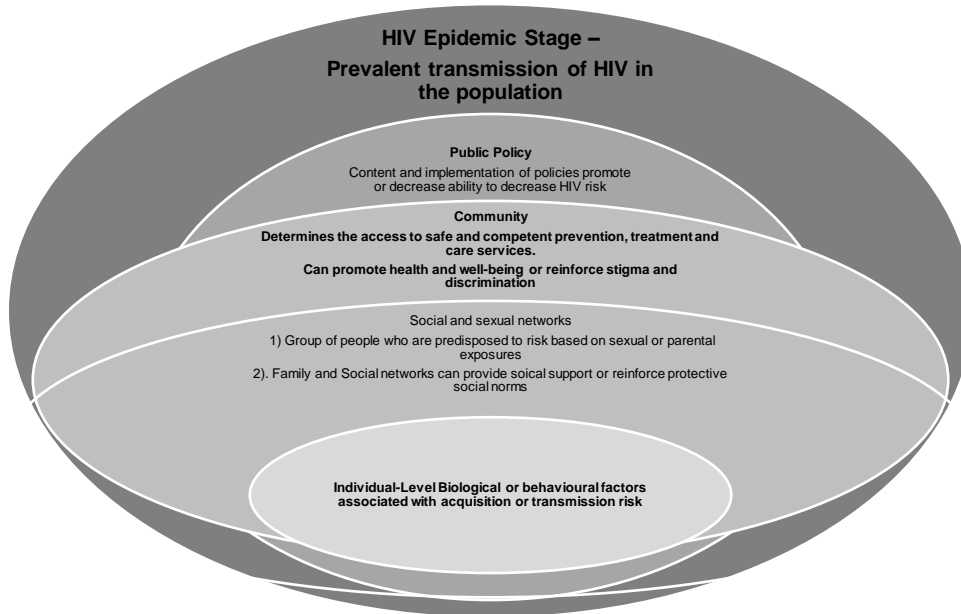 HIV Epidemic Stage –
Prevalent transmission of HIV in
the population
Public Policy
Content and implementation of policies promote
or decrease ability to decrease HIV risk
Community
Determines the access to safe and competent prevention, treatment and
care services.
Can promote health and well-being or reinforce stigma and
discrimination
Social and sexual networks
1) Group of people who are predisposed to risk based on sexual or parental
exposures
2). Family and Social networks can provide soical support or reinforce protective
social norms
Individual-Level Biological or behavioural factors
associated with acquisition or transmission risk